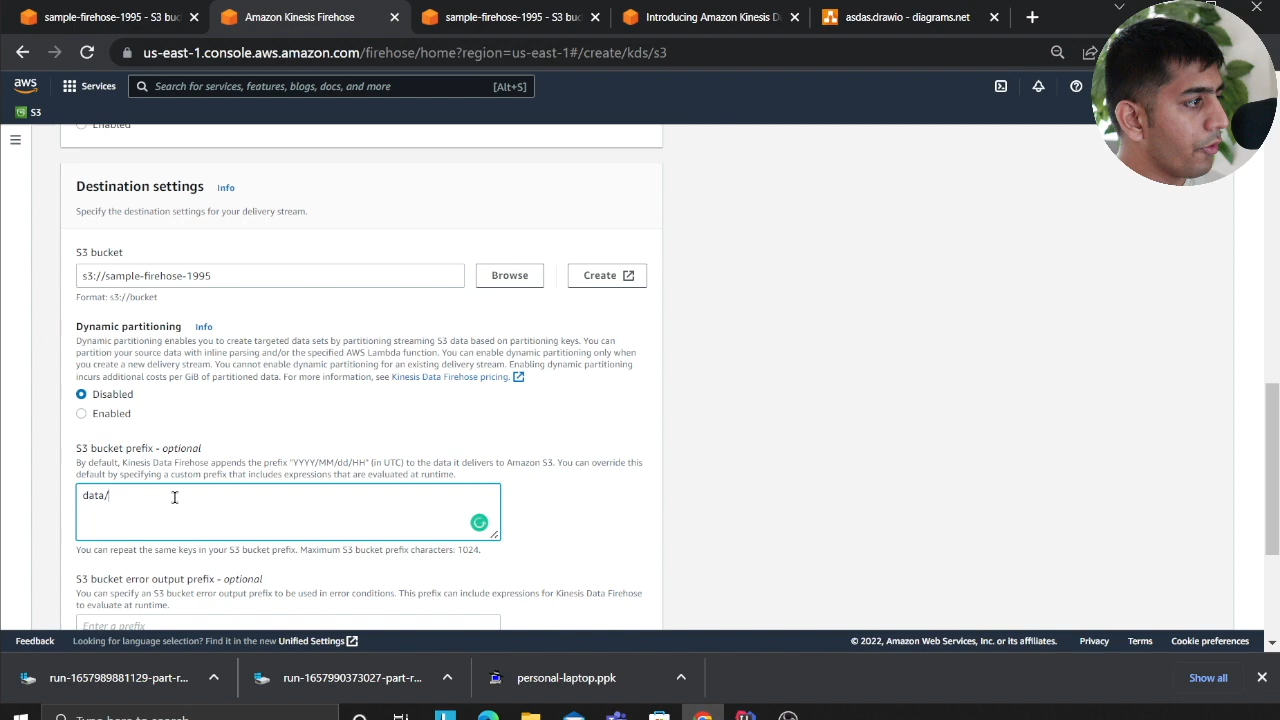 sample-firehose-1995 - S3 buc
Amazon Kinesis Firehose
sample-firehose-1995 - S3 buc
Introducing Amazon Kinesis D
asdas.drawio - diagrams.net
us-east-1.console.aws.amazon.com/firehose/home?region=us-east-1#/create/kds/s3
aws
Services
Search for services, features, blogs, docs, and more
[Alt+S]
S3
Enabled
Destination settings Info
Specify the destination settings for your delivery stream.
S3 bucket
s3://sample-firehose-1995
Browse
Create
Format: s3://bucket
Dynamic partitioning Info
Dynamic partitioning enables you to create targeted data sets by partitioning streaming S3 data based on partitioning keys. You can
partition your source data with inline parsing and/or the specified AWS Lambda function. You can enable dynamic partitioning only when
you create a new delivery stream. You cannot enable dynamic partitioning for an existing delivery stream. Enabling dynamic partitioning
incurs additional costs per GiB of partitioned data. For more information, see Kinesis Data Firehose pricing.
Disabled
Enabled
S3 bucket prefix - optional
By default, Kinesis Data Firehose appends the prefix "YYYY/MM/dd/HH" (in UTC) to the data it delivers to Amazon S3. You can override this
default by specifying a custom prefix that includes expressions that are evaluated at runtime.
data/
You can repeat the same keys in your S3 bucket prefix. Maximum S3 bucket prefix characters: 1024.
S3 bucket error output prefix - optional
You can specify an S3 bucket error output prefix to be used in error conditions. This prefix can include expressions for Kinesis Data Firehose
to evaluate at runtime.
Enter a prefix
Feedback
Looking for language selection? Find it in the new Unified Settings
© 2022, Amazon Web Services, Inc. or its affiliates.
Privacy
Terms
Cookie preferences
run-1657989881129-part-r...
run-1657990373027-part-r...
personal-laptop.ppk
Show all
Type here to search